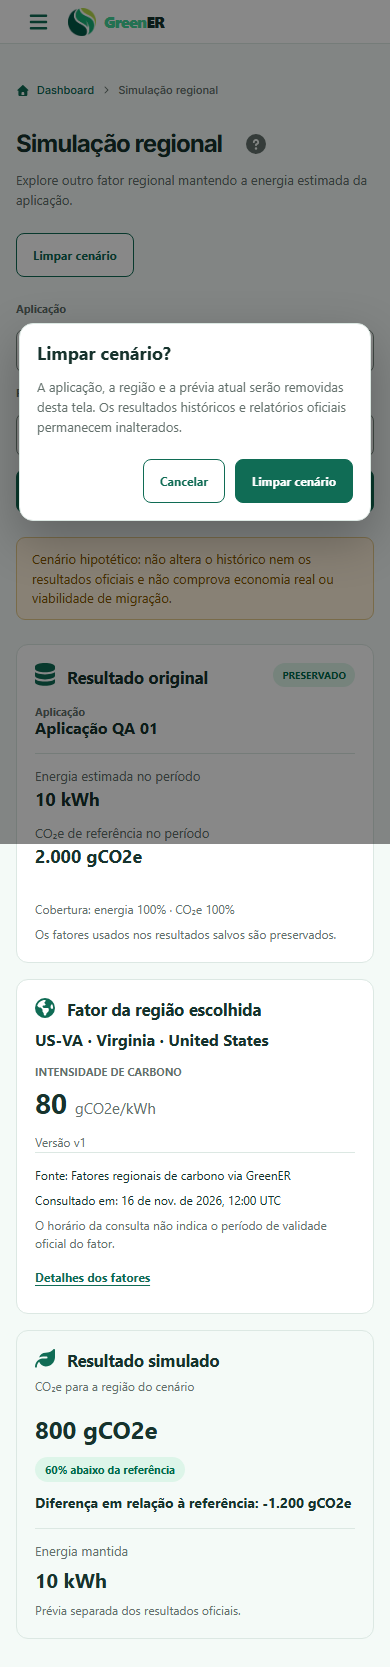 GreenER
Dashboard > Simulação regional
Simulação regional ?
Explore outro fator regional mantendo a energia estimada da
aplicação.
Limpar cenário
Aplicação
Limpar cenário?
A aplicação, a região e a prévia atual serão removidas
desta tela. Os resultados históricos e relatórios oficiais
permanecem inalterados.
Cancelar
Limpar cenário
Cenário hipotético: não altera o histórico nem os
resultados oficiais e não comprova economia real ou
viabilidade de migração.
Resultado original
PRESERVADO
Aplicação
Aplicação QA 01
Energia estimada no período
10 kWh
CO₂e de referência no período
2.000 gCO2e
Cobertura: energia 100% · CO₂e 100%
Os fatores usados nos resultados salvos são preservados.
Fator da região escolhida
US-VA · Virginia · United States
INTENSIDADE DE CARBONO
80 gCO2e/kWh
Versão v1
Fonte: Fatores regionais de carbono via GreenER
Consultado em: 16 de nov. de 2026, 12:00 UTC
O horário da consulta não indica o período de validade
oficial do fator.
Detalhes dos fatores
Resultado simulado
CO₂e para a região do cenário
800 gCO2e
60% abaixo da referência
Diferença em relação à referência: -1.200 gCO2e
Energia mantida
10 kWh
Prévia separada dos resultados oficiais.